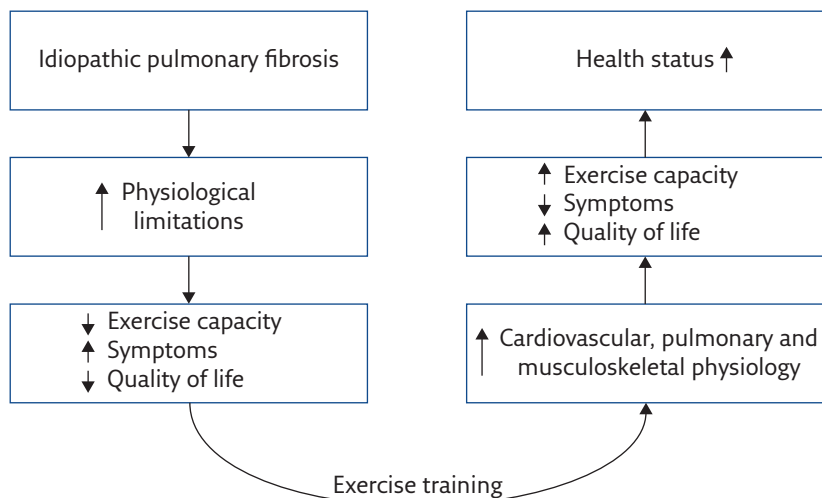 Idiopathic pulmonary fibrosis
↑ Physiological
limitations
↓ Exercise capacity
↑ Symptoms
↓ Quality of life
Exercise training
↑ Cardiovascular, pulmonary and
musculoskeletal physiology
↑ Exercise capacity
↓ Symptoms
↑ Quality of life
Health status ↑